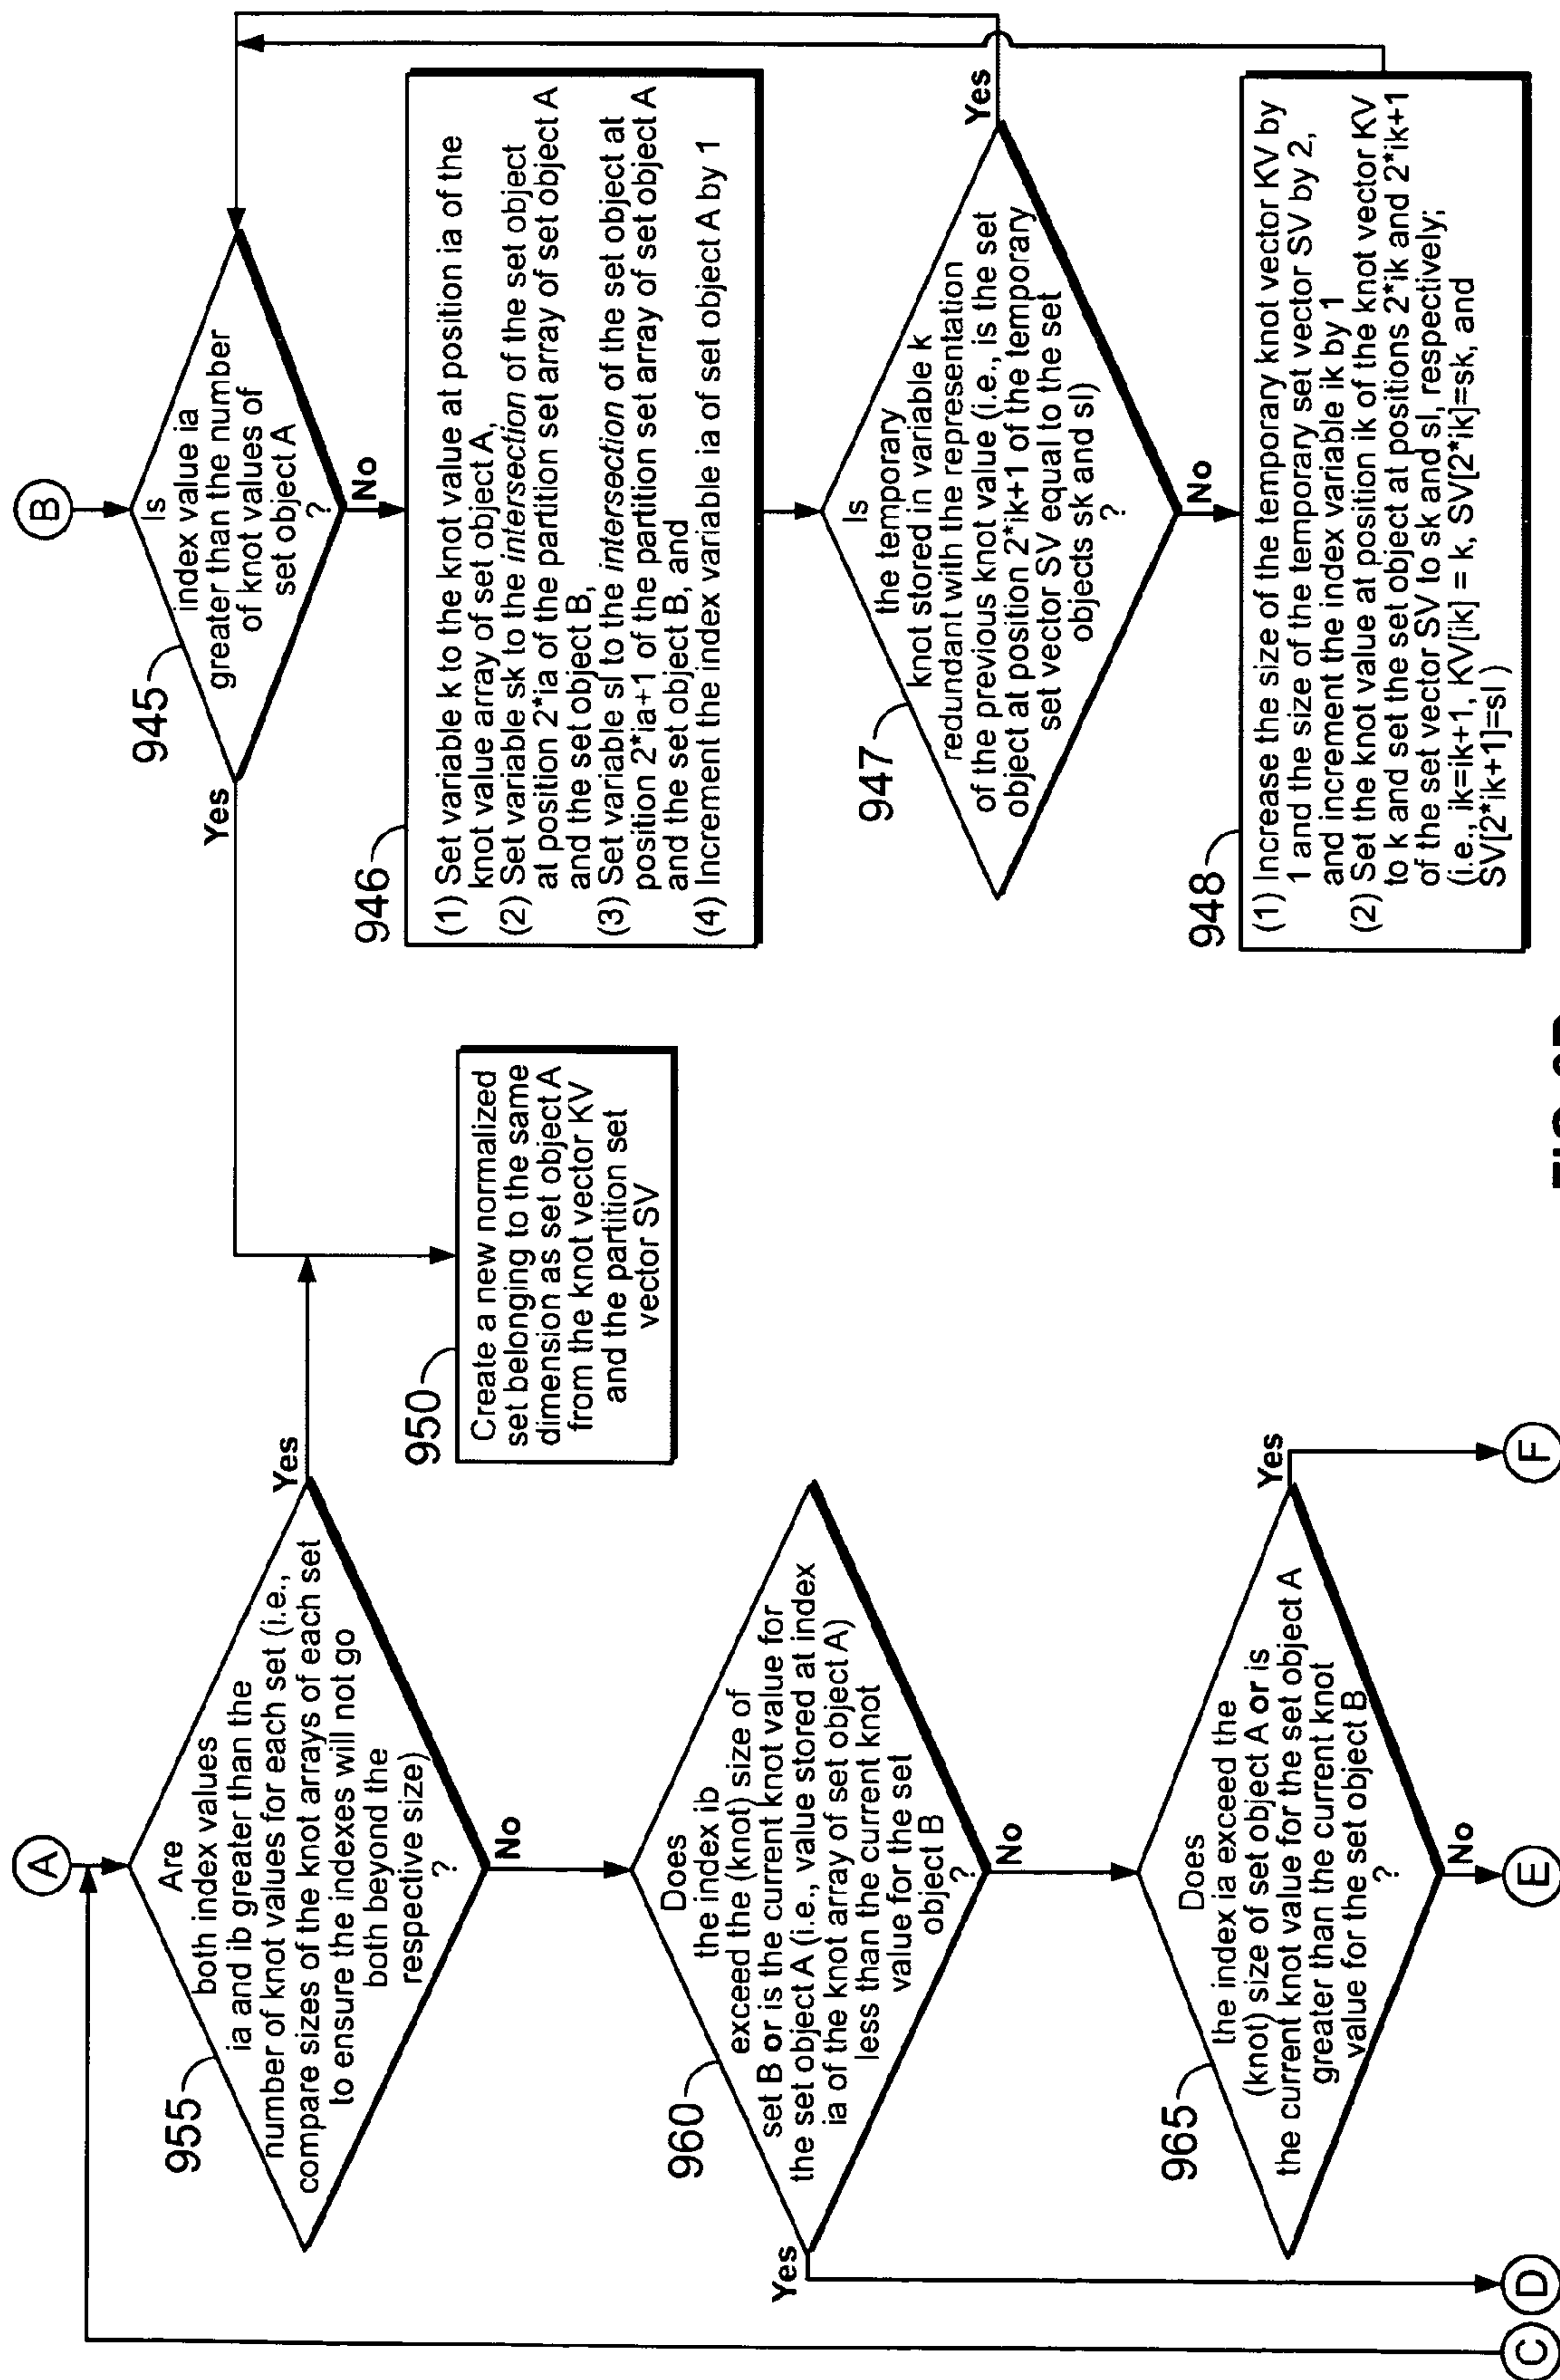 A
955
Are
both index values
ia and ib greater than the
number of knot values for each set (i.e.,
compare sizes of the knot arrays of each set
to ensure the indexes will not go
both beyond the
respective size)
?
Yes
No
960
Does
the index ib
exceed the (knot) size of
set B or is the current knot value for
the set object A (i.e., value stored at index
ia of the knot array of set object A)
less than the current knot
value for the set
object B
?
Yes
No
965
Does
the index ia exceed the
(knot) size of set object A or is
the current knot value for the set object A
greater than the current knot
value for the set object B
?
Yes
No
C
D
E
F
950
Create a new normalized
set belonging to the same
dimension as set object A
from the knot vector KV
and the partition set
vector SV
B
945
Is
index value ia
greater than the number
of knot values of
set object A
?
Yes
No
946
(1) Set variable k to the knot value at position ia of the
knot value array of set object A,
(2) Set variable sk to the intersection of the set object
at position 2*ia of the partition set array of set object A
and the set object B,
(3) Set variable sl to the intersection of the set object at
position 2*ia+1 of the partition set array of set object A
and the set object B, and
(4) Increment the index variable ia of set object A by 1
947
Is
the temporary
knot stored in variable k
redundant with the representation
of the previous knot value (i.e., is the set
object at position 2*ik+1 of the temporary
set vector SV equal to the set
objects sk and sl)
?
Yes
No
948
(1) Increase the size of the temporary knot vector KV by
1 and the size of the temporary set vector SV by 2,
and increment the index variable ik by 1
(2) Set the knot value at position ik of the knot vector KV
to k and set the set object at positions 2*ik and 2*ik+1
of the set vector SV to sk and sl, respectively;
(i.e., ik=ik+1, KV[ik] = k, SV[2*ik]=sk, and
SV[2*ik+1]=sl )